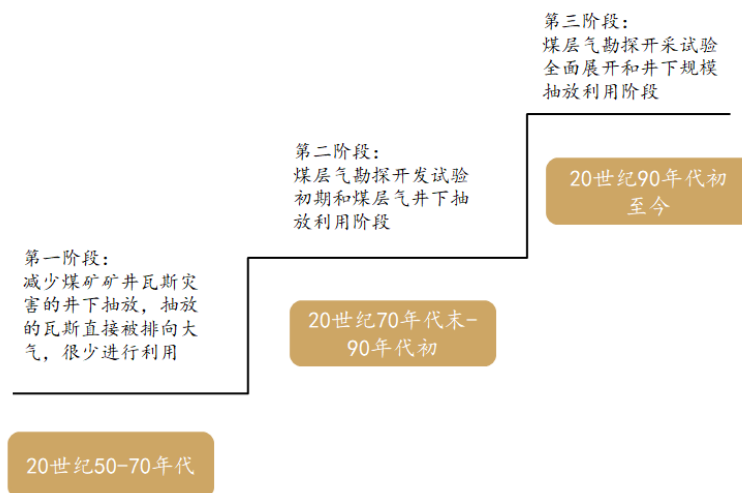 第一阶段：
减少煤矿矿井瓦斯灾
害的井下抽放，抽放
的瓦斯直接被排向大
气，很少进行利用
20世纪50-70年代
第二阶段：
煤层气勘探开发试验
初期和煤层气井下抽
放利用阶段
20世纪70年代末-
90年代初
第三阶段：
煤层气勘探开采试验
全面展开和井下规模
抽放利用阶段
20世纪90年代初
至今